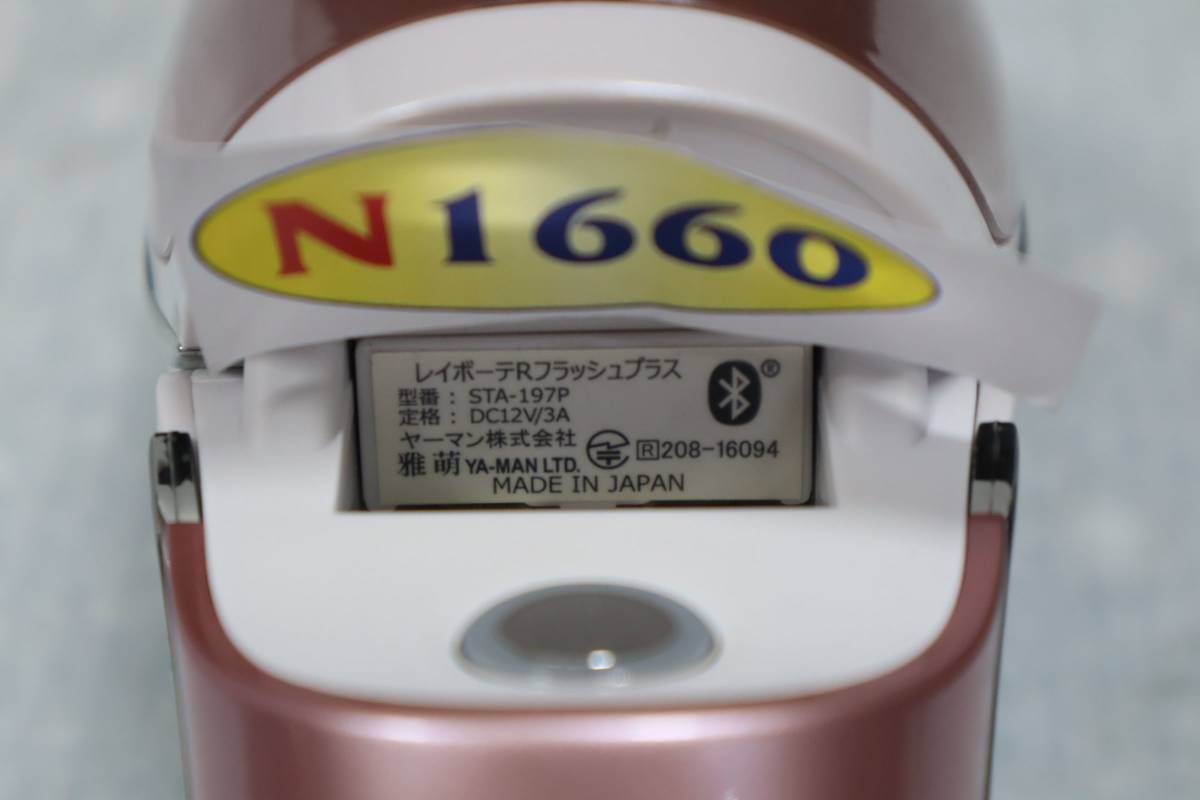 N1660
レイボーテRフラッシュプラス
型番： STA-197P
定格： DC12V/3A
ヤーマン株式会社
雅萌 YA-MAN LTD. R 208-16094
MADE IN JAPAN